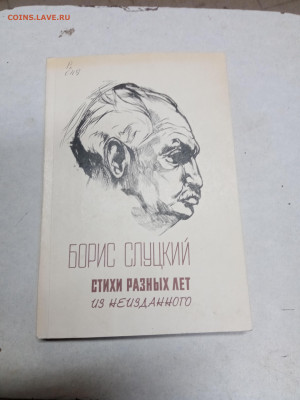 COINS.LAVE.RU
БОРИС СЛУЦКИЙ
СТИХИ РАЗНЫХ ЛЕТ
ИЗ НЕИЗДАННОГО